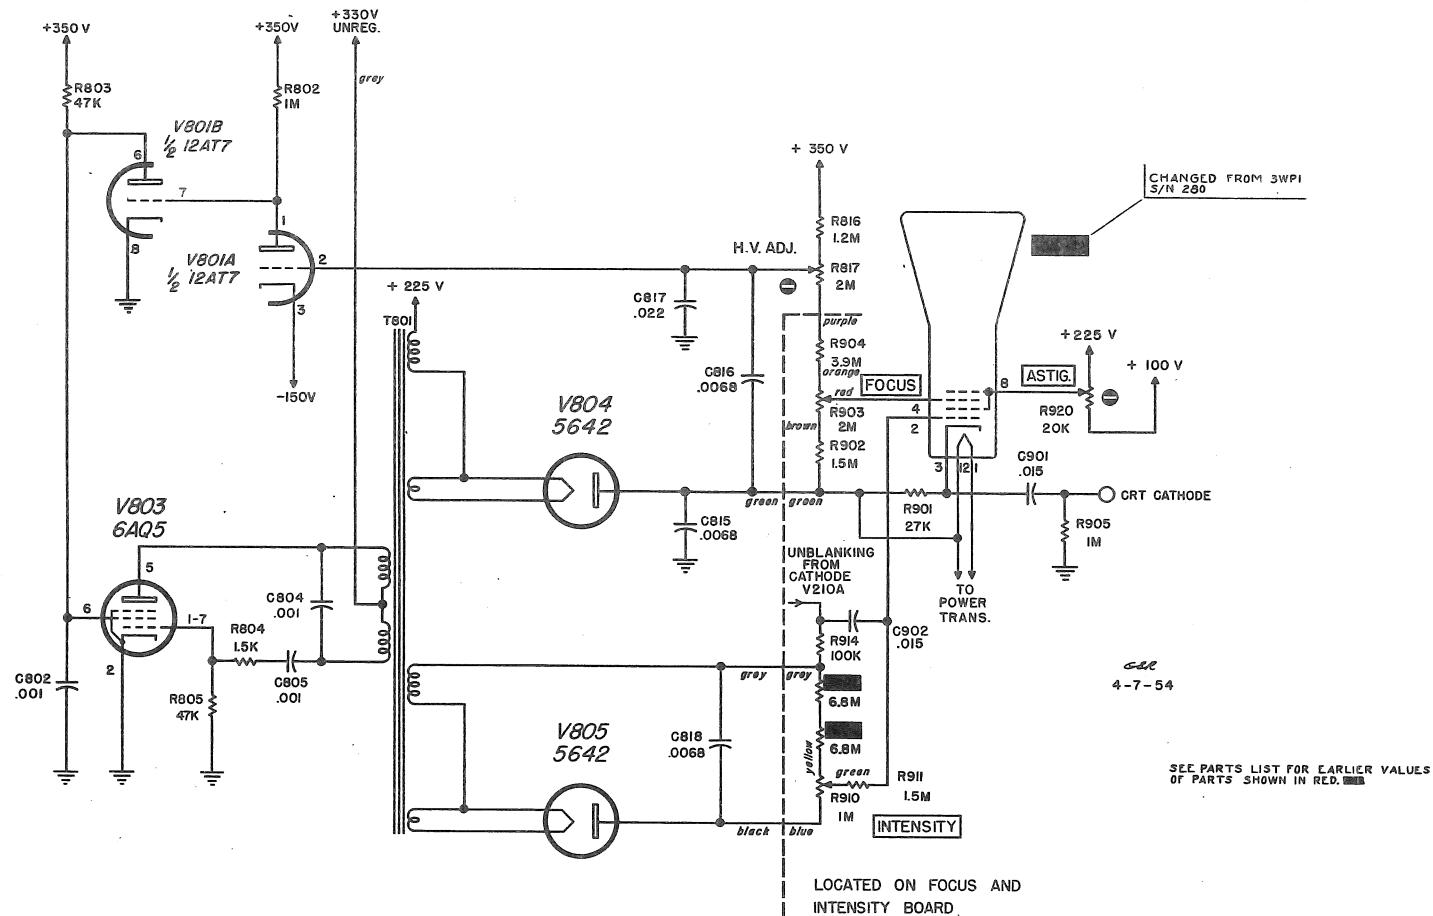 +350 V
+350V
+330V
UNREG.
grey
R803
47K
R802
1M
V801B
½ 12AT7
6
7
8
1
V801A
½ 12AT7
2
3
-150V
+ 350 V
CHANGED FROM 3WP1
S/N 280
R816
1.2M
H.V. ADJ.
R817
2M
C817
.022
+ 225 V
T801
purple
R904
3.9M
orange
C816
.0068
red
FOCUS
R903
2M
brown
R902
1.5M
+225 V
+ 100 V
ASTIG.
8
4
2
R920
20K
3
12
1
C901
.015
V804
5642
green
green
R901
27K
CRT CATHODE
R905
1M
C815
.0068
V803
6AQ5
5
6
1-7
2
C804
.001
R804
1.5K
C805
.001
R805
47K
C802
.001
UNBLANKING
FROM
CATHODE
V210A
TO
POWER
TRANS.
C902
.015
R914
100K
grey
grey
6.8M
6.8M
yellow
green
R911
1.5M
R910
1M
INTENSITY
V805
5642
C818
.0068
black
blue
GSR
4-7-54
SEE PARTS LIST FOR EARLIER VALUES
OF PARTS SHOWN IN RED.
LOCATED ON FOCUS AND
INTENSITY BOARD